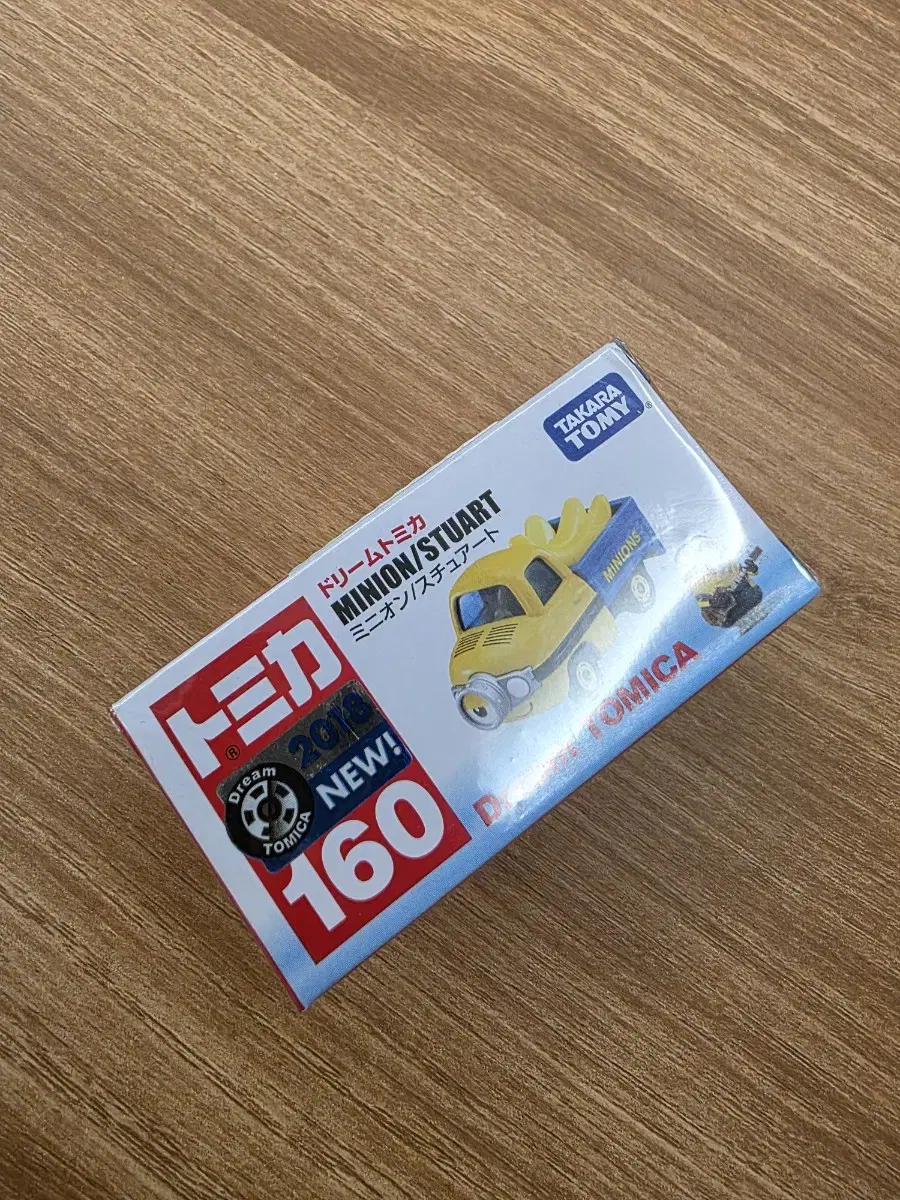 TAKARA
TOMY
®
ドリームトミカ
MINION/STUART
ミニオン/スチュアート
トミカ
®
2018
NEW!
Dream
TOMICA
160
MINIONS
Dream TOMICA